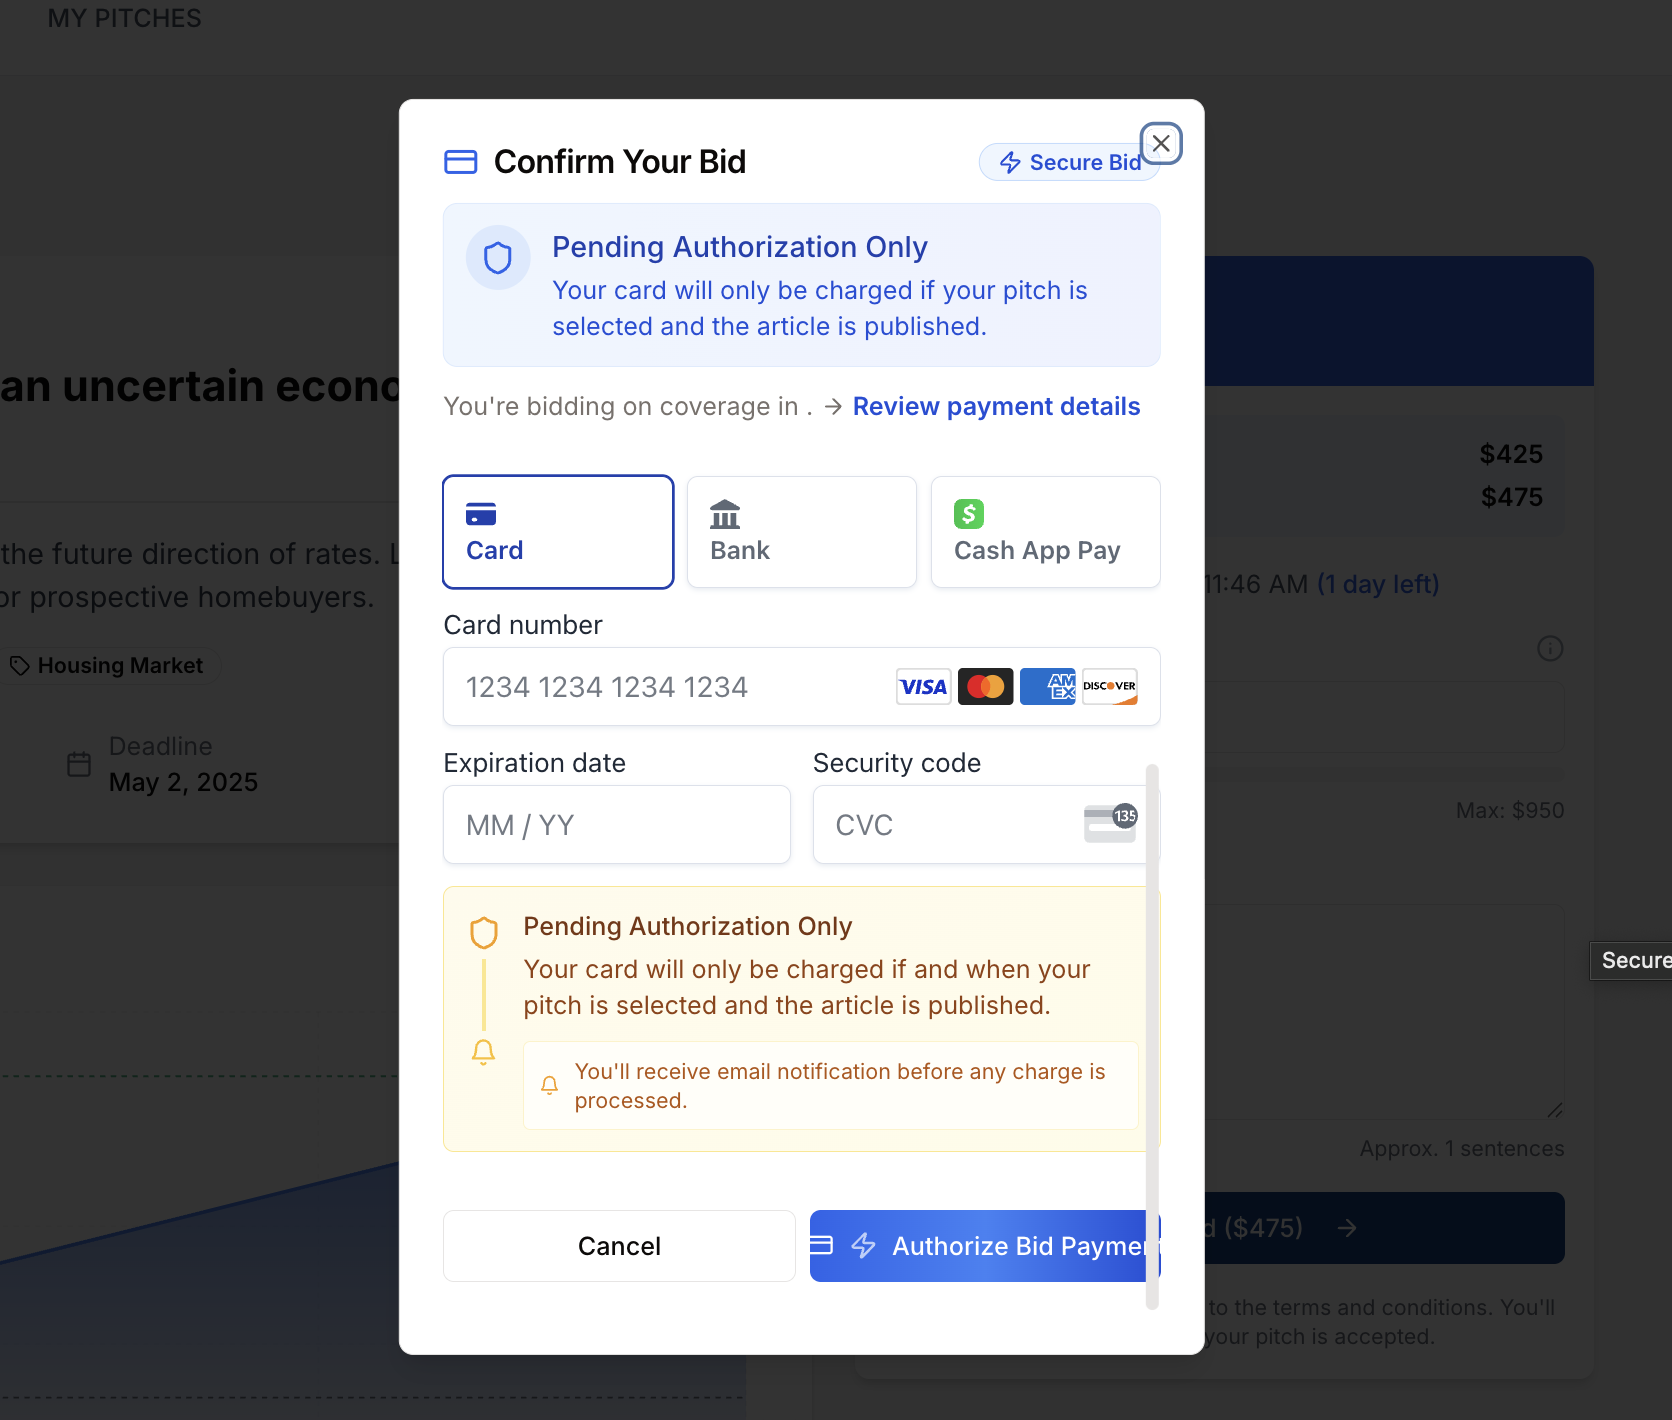 MY PITCHES
Confirm Your Bid
Secure Bid
Pending Authorization Only
Your card will only be charged if your pitch is
selected and the article is published.
an uncertain econo
You're bidding on coverage in . → Review payment details
$425
$475
Card
Bank
Cash App Pay
the future direction of rates. L
or prospective homebuyers.
11:46 AM (1 day left)
Card number
Housing Market
1234 1234 1234 1234
VISA
AM
EX
DISCOVER
Deadline
May 2, 2025
Expiration date
Security code
MM / YY
CVC
135
Max: $950
Pending Authorization Only
Your card will only be charged if and when your
pitch is selected and the article is published.
Secure
You'll receive email notification before any charge is
processed.
Approx. 1 sentences
Cancel
Authorize Bid Payment
d ($475) →
to the terms and conditions. You'll
your pitch is accepted.